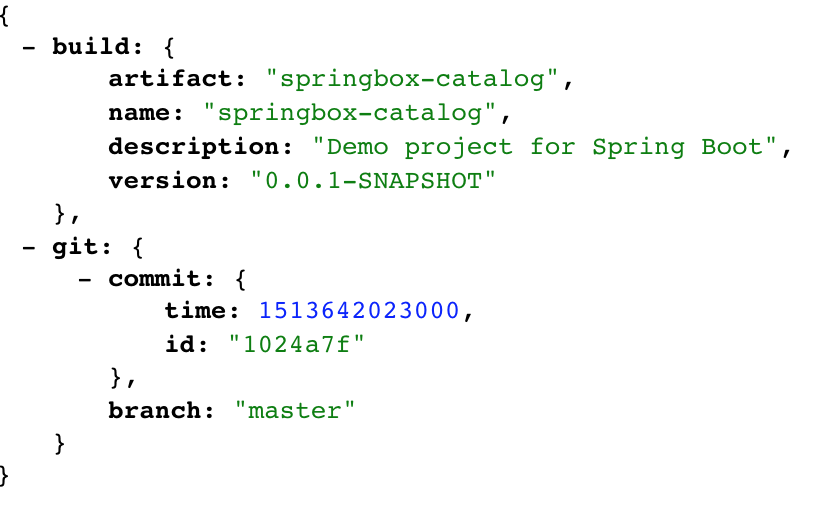 {
- build: {
artifact: "springbox-catalog",
name: "springbox-catalog",
description: "Demo project for Spring Boot",
version: "0.0.1-SNAPSHOT"
},
- git: {
- commit: {
time: 1513642023000,
id: "1024a7f"
},
branch: "master"
}
}